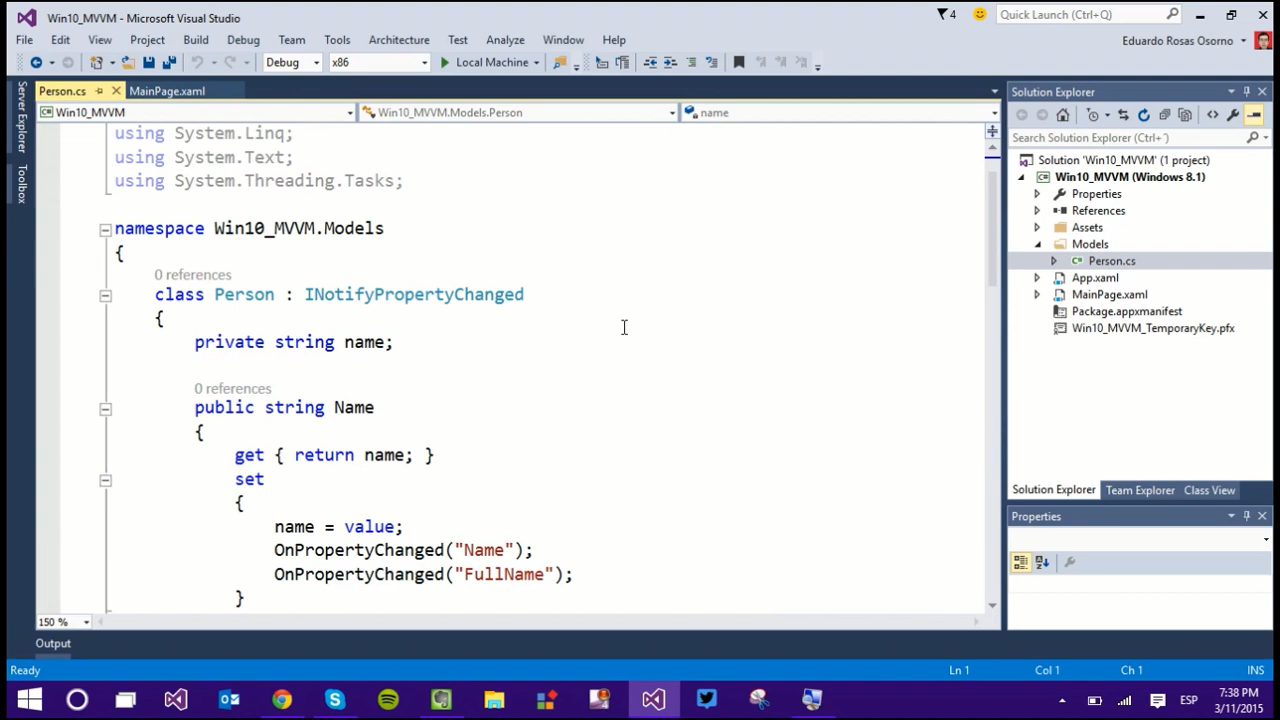 Win10_MVVM - Microsoft Visual Studio
4
Quick Launch (Ctrl+Q)
File Edit View Project Build Debug Team Tools Architecture Test Analyze Window Help
Eduardo Rosas Osorno
Debug x86 Local Machine
Server Explorer
Toolbox
Person.cs MainPage.xaml
Win10_MVVM Win10_MVVM.Models.Person name
using System.Linq;
using System.Text;
using System.Threading.Tasks;
namespace Win10_MVVM.Models
{
0 references
class Person : INotifyPropertyChanged
{
private string name;
0 references
public string Name
{
get { return name; }
set
{
name = value;
OnPropertyChanged("Name");
OnPropertyChanged("FullName");
}
150 %
Solution Explorer
Search Solution Explorer (Ctrl+´)
Solution 'Win10_MVVM' (1 project)
Win10_MVVM (Windows 8.1)
Properties
References
Assets
Models
C# Person.cs
App.xaml
MainPage.xaml
Package.appxmanifest
Win10_MVVM_TemporaryKey.pfx
Solution Explorer Team Explorer Class View
Properties
Output
Ready Ln 1 Col 1 Ch 1 INS
ESP
7:38 PM
3/11/2015